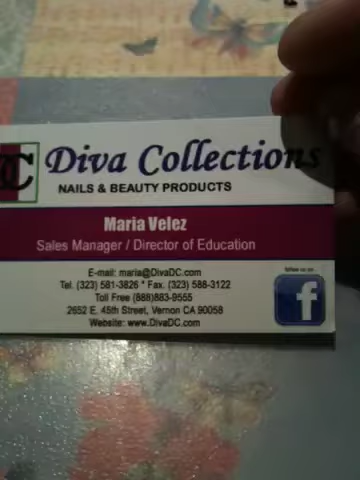 DC Diva Collections
NAILS & BEAUTY PRODUCTS
Maria Velez
Sales Manager / Director of Education
E-mail: maria@DivaDC.com
Tel. (323) 581-3826 * Fax. (323) 588-3122
Toll Free (888)883-9555
2652 E. 45th Street, Vernon CA 90058
Website: www.DivaDC.com
follow us on
f